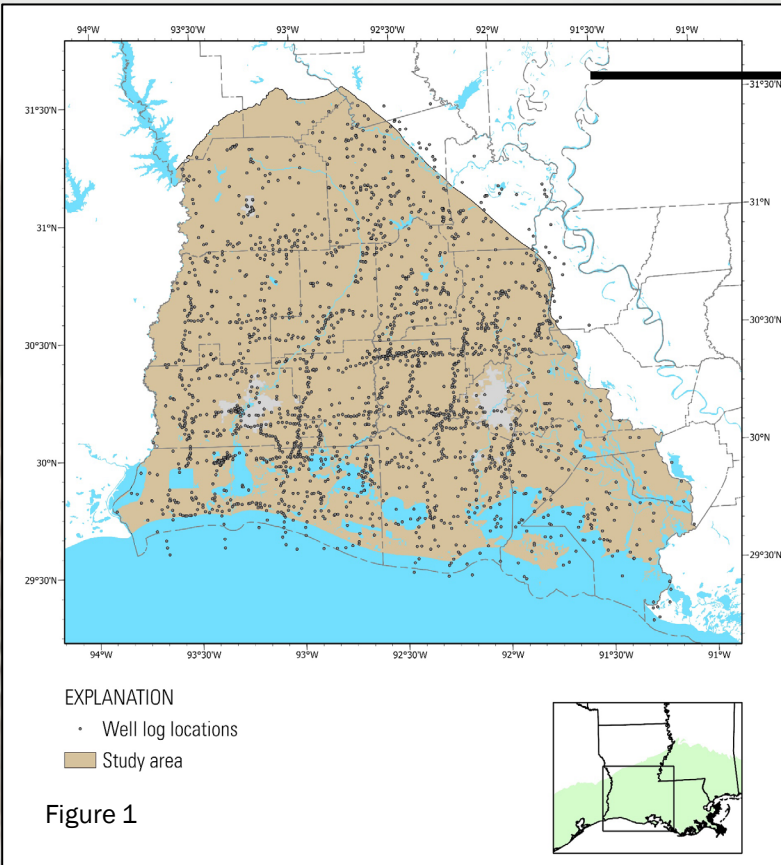 94°W 93°30'W 93°W 92°30'W 92°W 91°30'W 91°W
31°30'N 31°30'N
31°N 31°N
30°30'N 30°30'N
30°N 30°N
29°30'N 29°30'N
94°W 93°30'W 93°W 92°30'W 92°W 91°30'W 91°W
EXPLANATION
Well log locations
Study area
Figure 1